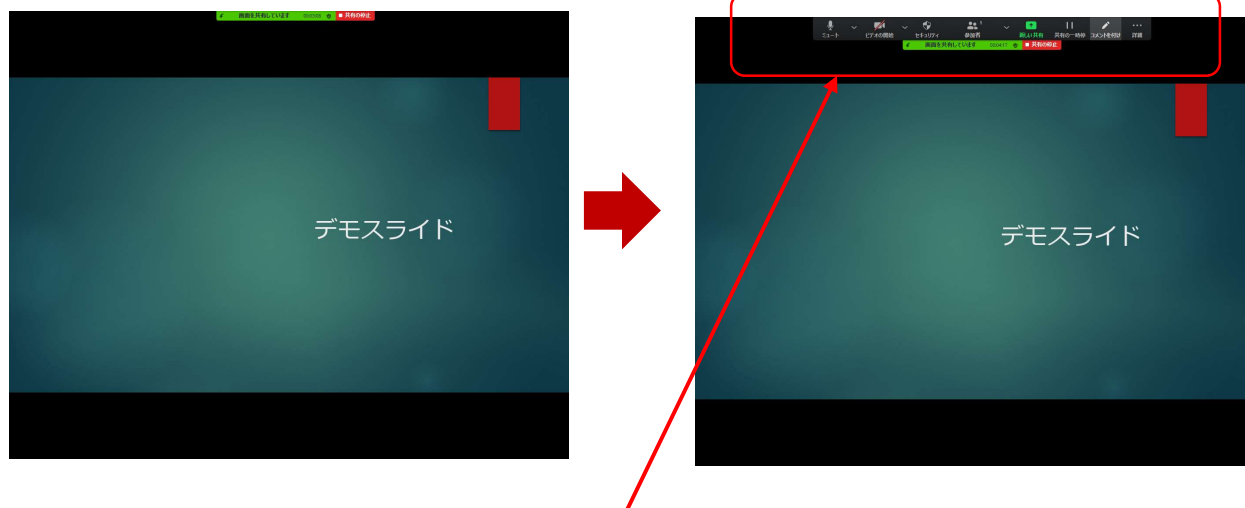 画面を共有しています 共有の停止
デモスライド
ミュート ビデオの開始 セキュリティ 参加者 1 新しい共有 共有の一時停止 コメントを付け 詳細
画面を共有しています 00:04:17 共有の停止
デモスライド